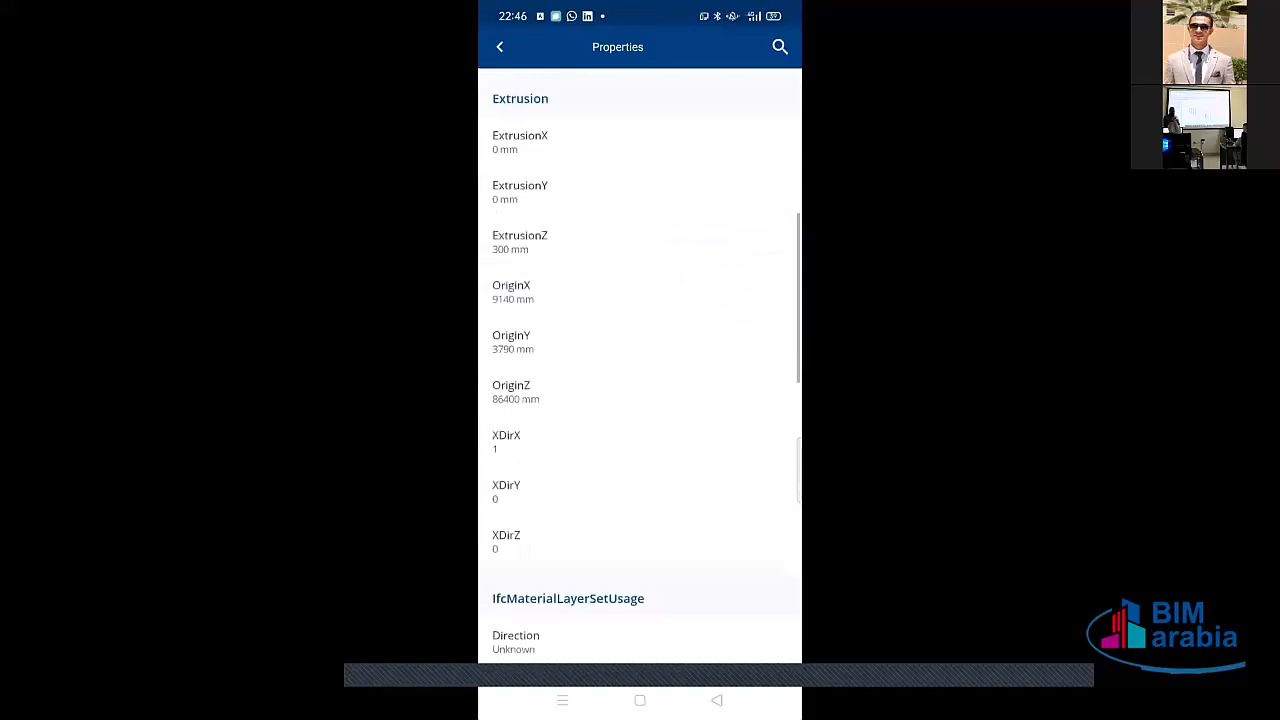 22:46
59
Properties
Extrusion
ExtrusionX
0 mm
ExtrusionY
0 mm
ExtrusionZ
300 mm
OriginX
9140 mm
OriginY
3790 mm
OriginZ
86400 mm
XDirX
1
XDirY
0
XDirZ
0
IfcMaterialLayerSetUsage
Direction
Unknown
BIM
arabia